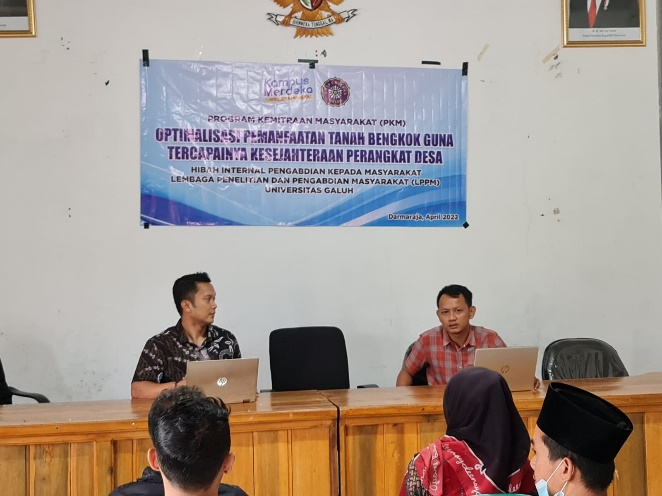 Kampus
Merdeka
PROGRAM KEMITRAAN MASYARAKAT (PKM)
OPTIMALISASI PEMANFAATAN TANAH BENGKOK GUNA
TERCAPAINYA KESEJAHTERAAN PERANGKAT DESA
HIBAH INTERNAL PENGABDIAN KEPADA MASYARAKAT
LEMBAGA PENELITIAN DAN PENGABDIAN MASYARAKAT (LPPM)
UNIVERSITAS GALUH
Darmaraja, April 2022
hp